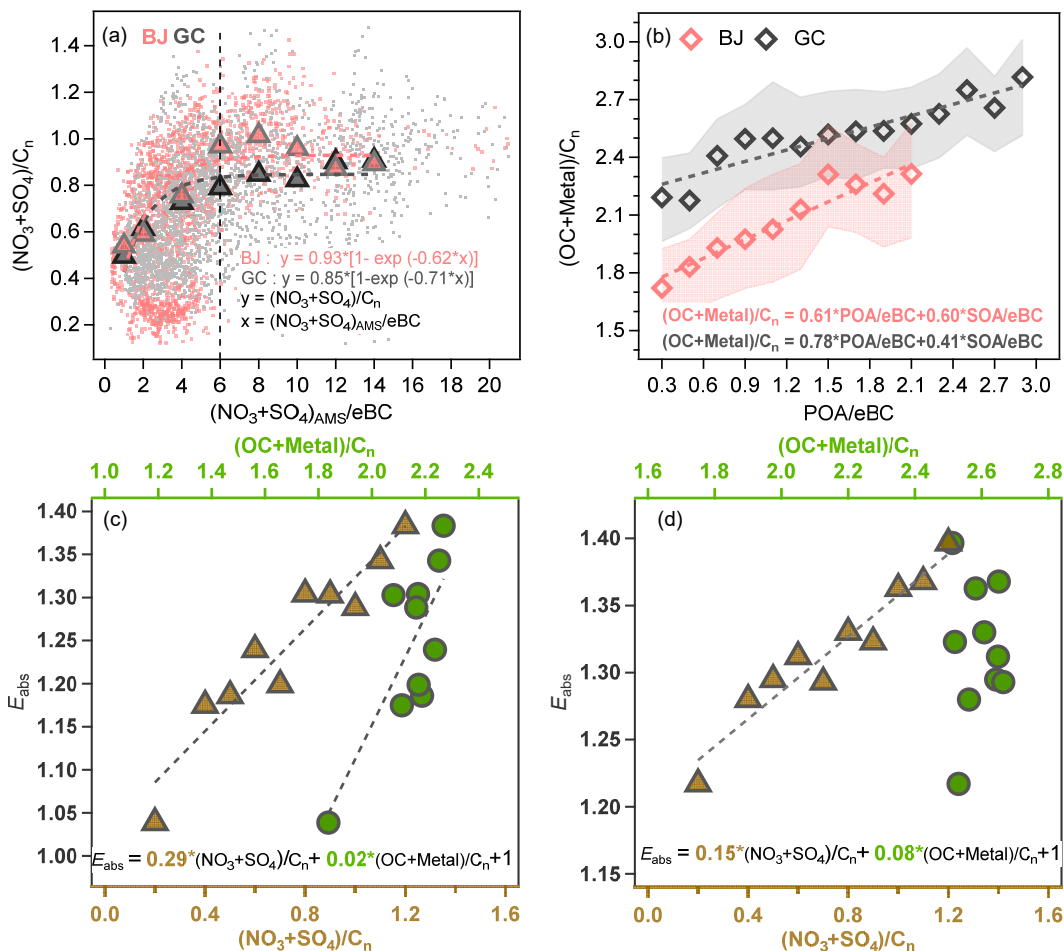 (a)
BJ GC
(NO₃+SO₄)/Cₙ
1.4
1.2
1.0
0.8
0.6
0.4
0.2
BJ : y = 0.93*[1- exp (-0.62*x)]
GC : y = 0.85*[1-exp (-0.71*x)]
y = (NO₃+SO₄)/Cₙ
x = (NO₃+SO₄)AMS/eBC
0 2 4 6 8 10 12 14 16 18 20
(NO₃+SO₄)AMS/eBC
(b)
BJ GC
(OC+Metal)/Cₙ
3.0
2.7
2.4
2.1
1.8
1.5
(OC+Metal)/Cₙ = 0.61*POA/eBC+0.60*SOA/eBC
(OC+Metal)/Cₙ = 0.78*POA/eBC+0.41*SOA/eBC
0.3 0.6 0.9 1.2 1.5 1.8 2.1 2.4 2.7 3.0
POA/eBC
(OC+Metal)/Cₙ
1.0 1.2 1.4 1.6 1.8 2.0 2.2 2.4
(c)
Eabs
1.40
1.35
1.30
1.25
1.20
1.15
1.10
1.05
1.00
Eabs = 0.29*(NO₃+SO₄)/Cₙ+ 0.02*(OC+Metal)/Cₙ+1
0.0 0.4 0.8 1.2 1.6
(NO₃+SO₄)/Cₙ
(OC+Metal)/Cₙ
1.6 1.8 2.0 2.2 2.4 2.6 2.8
(d)
Eabs
1.40
1.35
1.30
1.25
1.20
1.15
1.14
Eabs = 0.15*(NO₃+SO₄)/Cₙ+ 0.08*(OC+Metal)/Cₙ+1
0.0 0.4 0.8 1.2 1.6
(NO₃+SO₄)/Cₙ